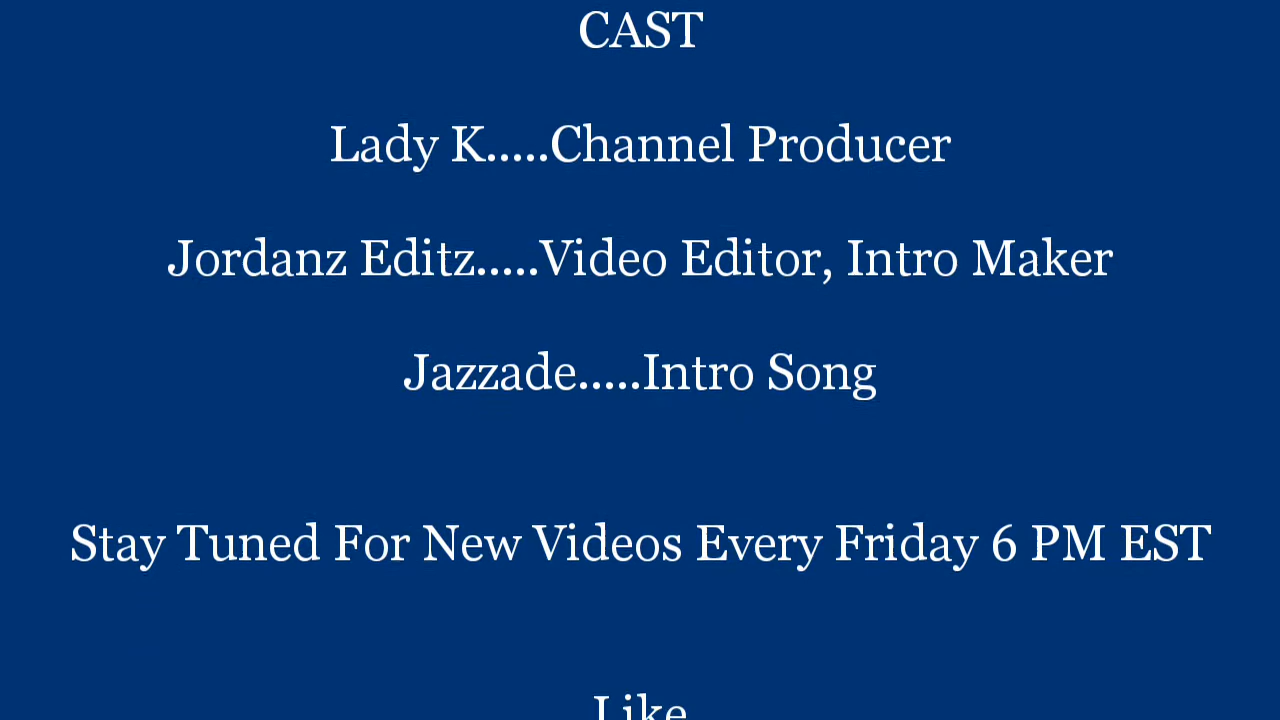 CAST
Lady K.....Channel Producer
Jordanz Editz.....Video Editor, Intro Maker
Jazzade.....Intro Song
Stay Tuned For New Videos Every Friday 6 PM EST
Like